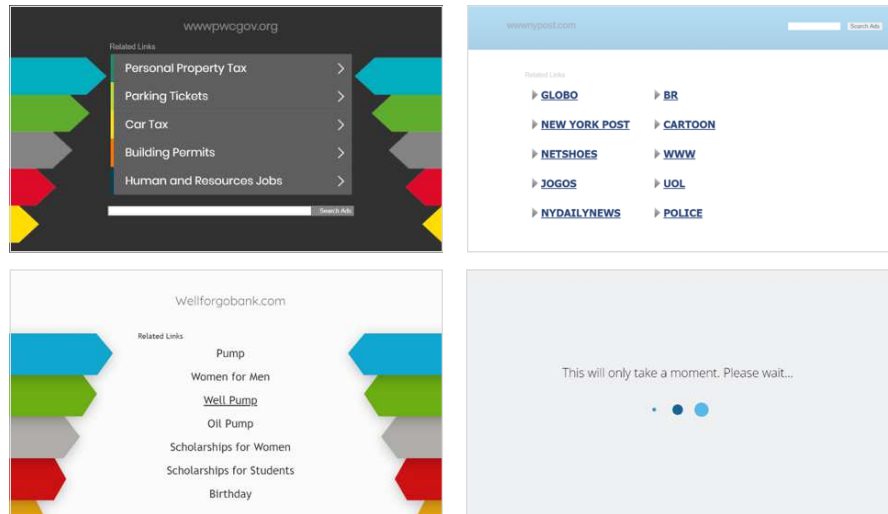 wwwpwcgov.org
Related Links
Personal Property Tax
Parking Tickets
Car Tax
Building Permits
Human and Resources Jobs
Search Ads
wwwnypost.com
Search Ads
Related Links
GLOBO
BR
NEW YORK POST
CARTOON
NETSHOES
WWW
JOGOS
UOL
NYDAILYNEWS
POLICE
Wellforgobank.com
Related Links
Pump
Women for Men
Well Pump
Oil Pump
Scholarships for Women
Scholarships for Students
Birthday
This will only take a moment. Please wait...